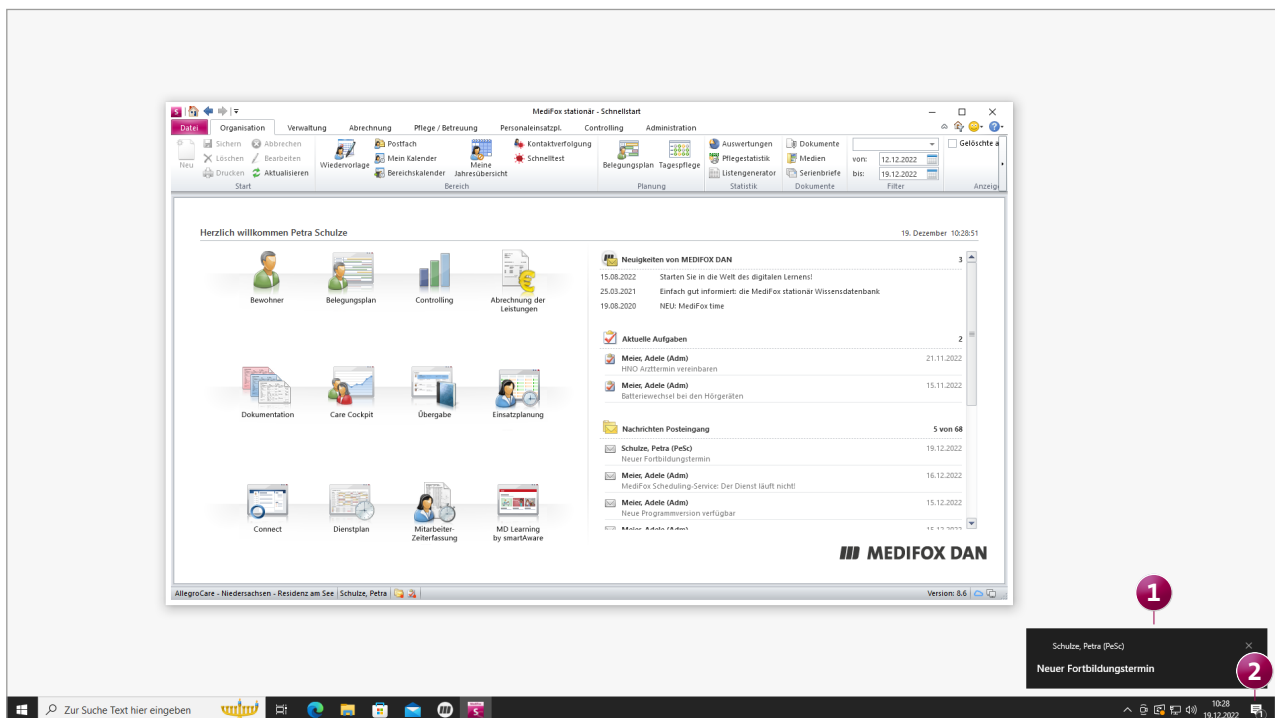 MediFox stationär - Schnellstart
Datei Organisation Verwaltung Abrechnung Pflege / Betreuung Personaleinsatzpl. Controlling Administration
Neu
Sichern Abbrechen
Löschen Bearbeiten
Drucken Aktualisieren
Start
Wiedervorlage
Postfach
Mein Kalender
Bereichskalender
Meine
Jahresübersicht
Kontaktverfolgung
Schnelltest
Bereich
Belegungsplan Tagespflege
Planung
Auswertungen
Pflegestatistik
Listengenerator
Statistik
Dokumente
Medien
Serienbriefe
Dokumente
von: 12.12.2022
bis: 19.12.2022
Filter
Gelöschte a
Anzeig
Herzlich willkommen Petra Schulze
19. Dezember 10:28:51
Bewohner
Belegungsplan
Controlling
Abrechnung der
Leistungen
Dokumentation
Care Cockpit
Übergabe
Einsatzplanung
Connect
Dienstplan
Mitarbeiter-
Zeiterfassung
MD Learning
by smartAware
Neuigkeiten von MEDIFOX DAN 3
15.08.2022 Starten Sie in die Welt des digitalen Lernens!
25.03.2021 Einfach gut informiert: die MediFox stationär Wissensdatenbank
19.08.2020 NEU: MediFox time
Aktuelle Aufgaben 2
Meier, Adele (Adm) 21.11.2022
HNO Arzttermin vereinbaren
Meier, Adele (Adm) 15.11.2022
Batteriewechsel bei den Hörgeräten
Nachrichten Posteingang 5 von 68
Schulze, Petra (PeSc) 19.12.2022
Neuer Fortbildungstermin
Meier, Adele (Adm) 16.12.2022
MediFox Scheduling-Service: Der Dienst läuft nicht!
Meier, Adele (Adm) 15.12.2022
Neue Programmversion verfügbar
Meier, Adele (Adm) 15.12.2022
MEDIFOX DAN
AllegroCare - Niedersachsen - Residenz am See Schulze, Petra
Version: 8.6
1
Schulze, Petra (PeSc)
Neuer Fortbildungstermin
2
Zur Suche Text hier eingeben
10:28
19.12.2022
1